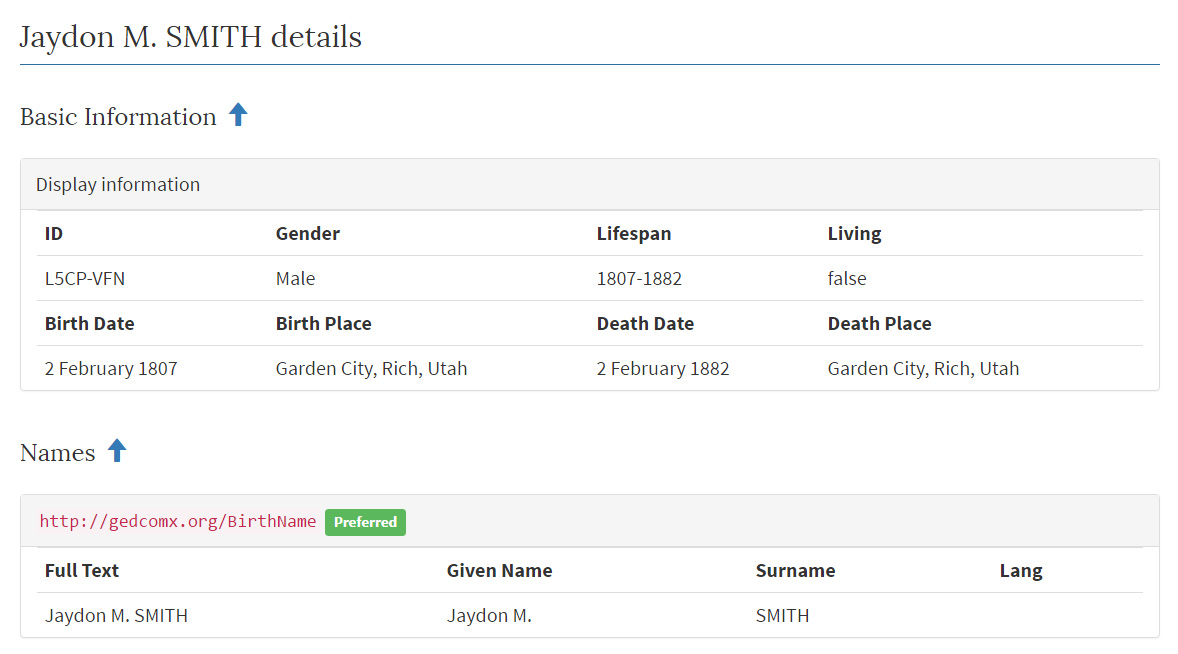 Jaydon M. SMITH details
Basic Information
Display information
ID Gender Lifespan Living
L5CP-VFN Male 1807-1882 false
Birth Date Birth Place Death Date Death Place
2 February 1807 Garden City, Rich, Utah 2 February 1882 Garden City, Rich, Utah
Names
http://gedcomx.org/BirthName Preferred
Full Text Given Name Surname Lang
Jaydon M. SMITH Jaydon M. SMITH